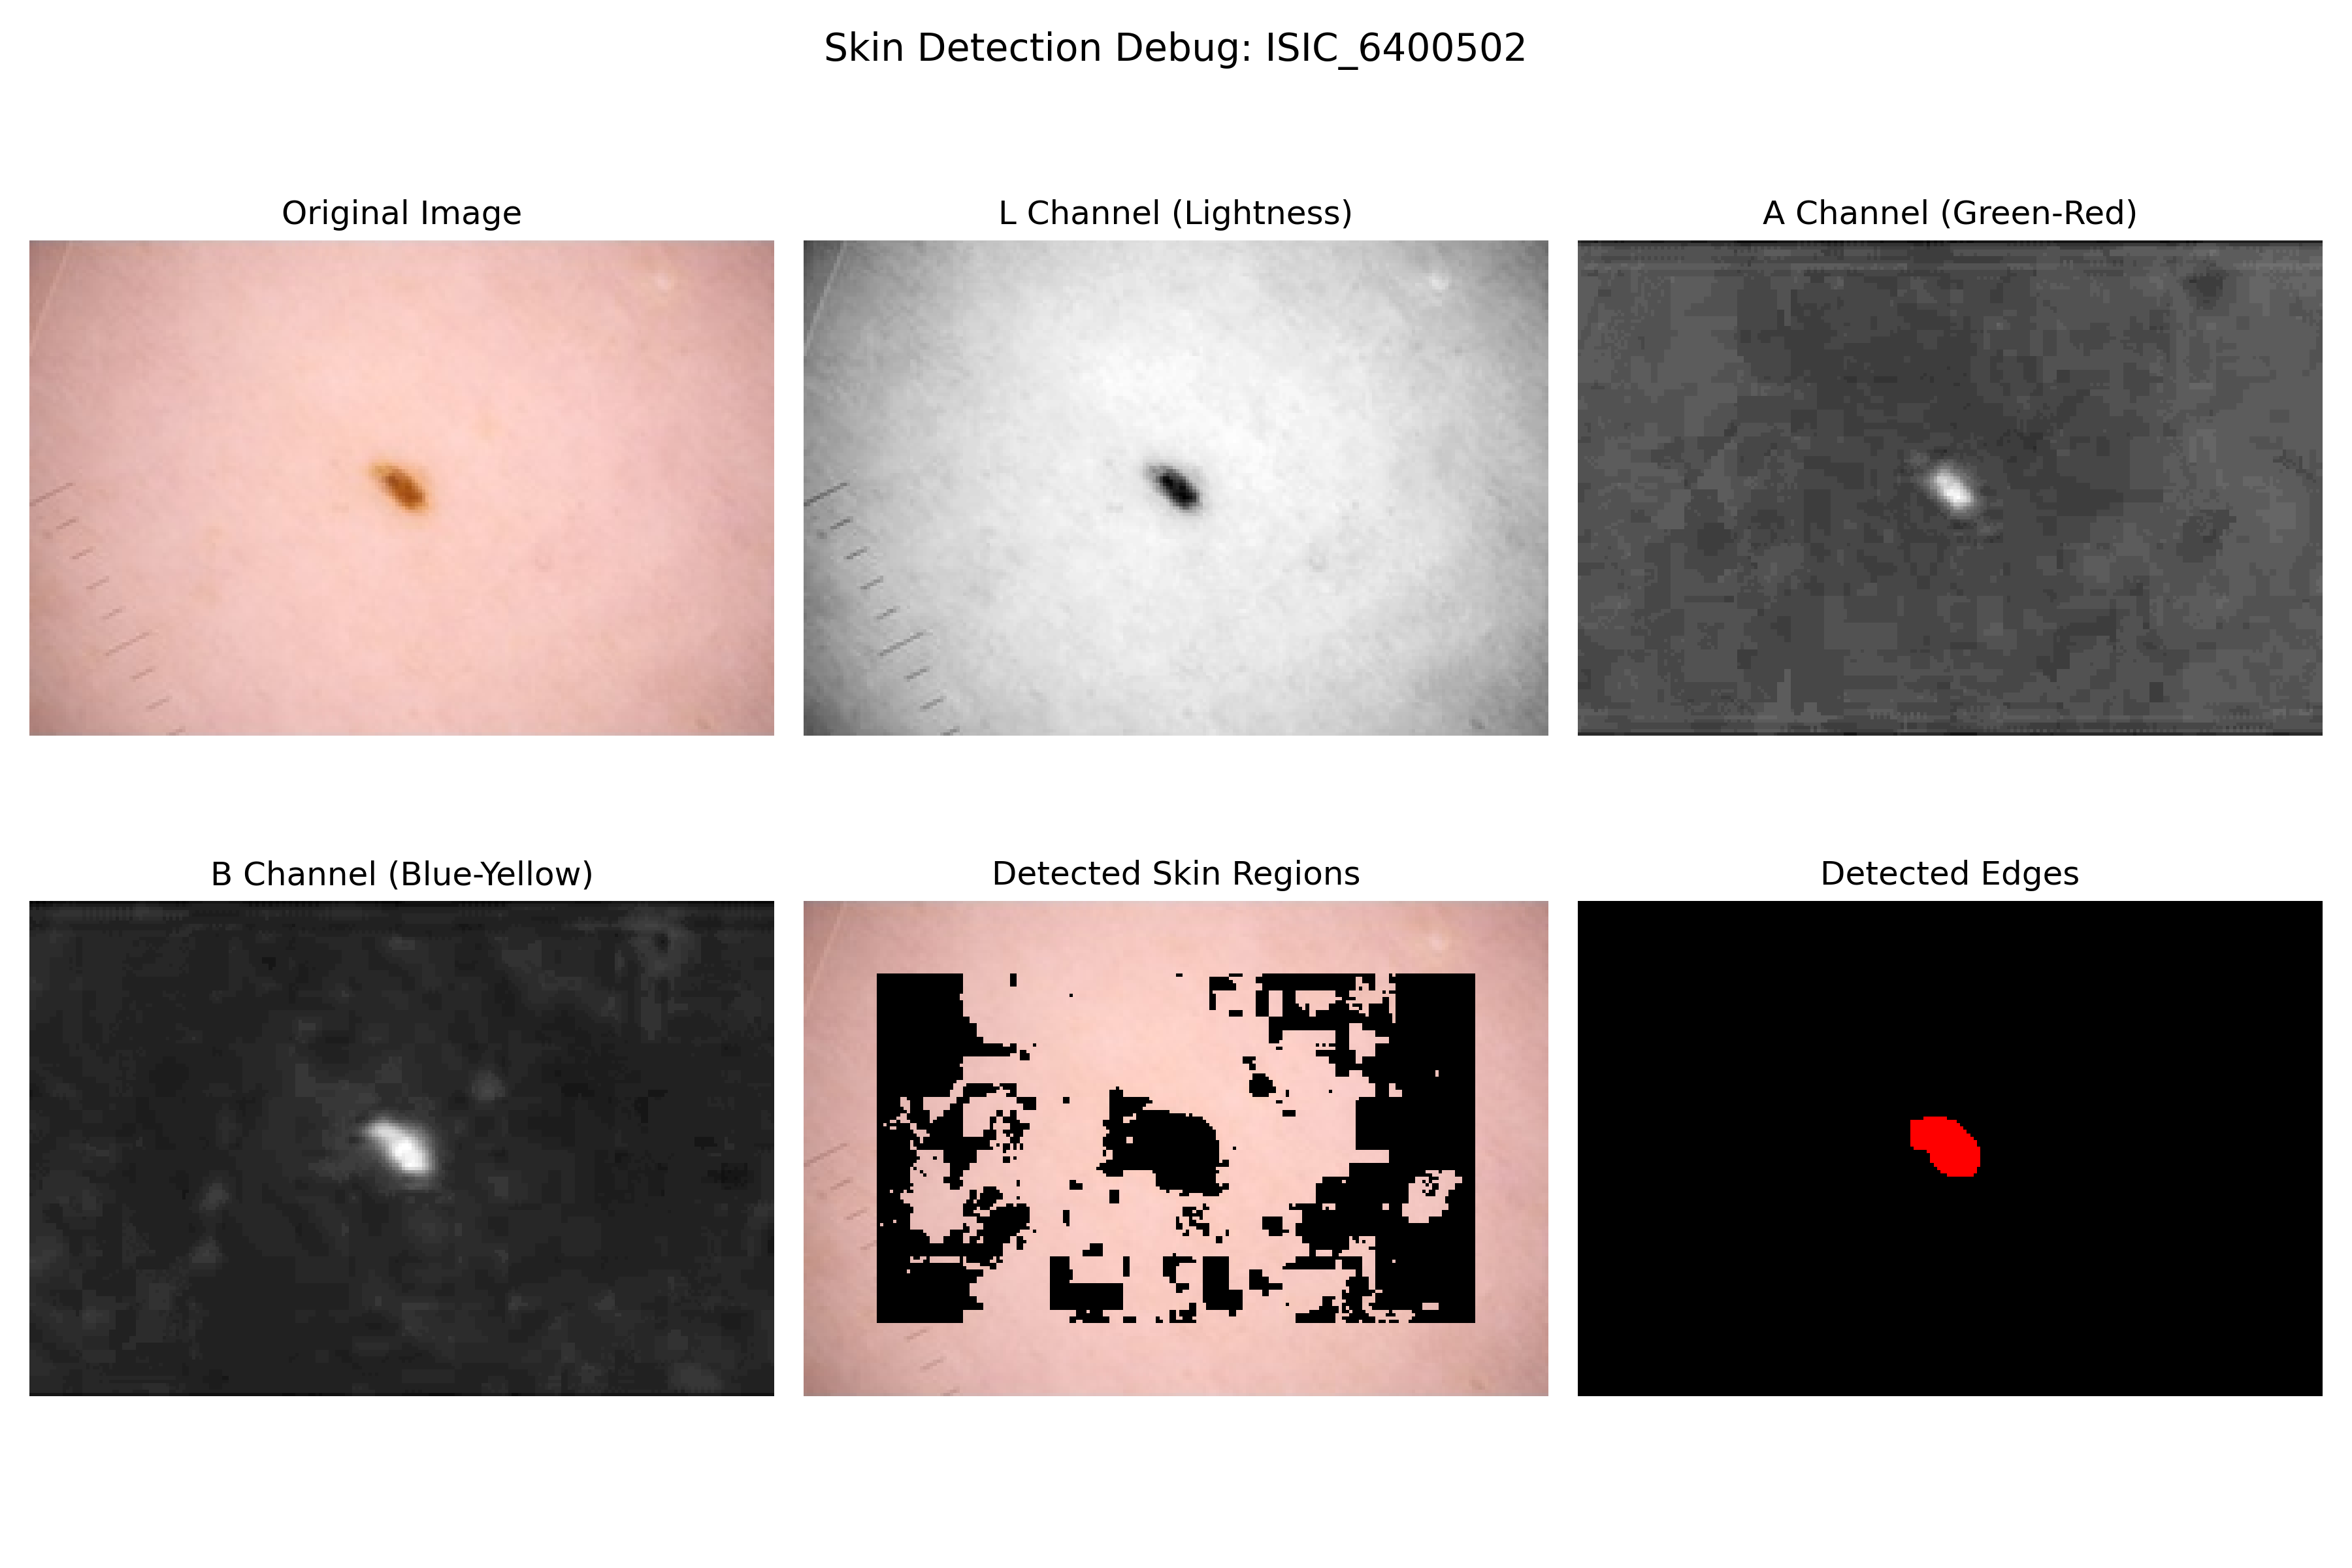 Skin Detection Debug: ISIC_6400502
Original Image
L Channel (Lightness)
A Channel (Green-Red)
B Channel (Blue-Yellow)
Detected Skin Regions
Detected Edges